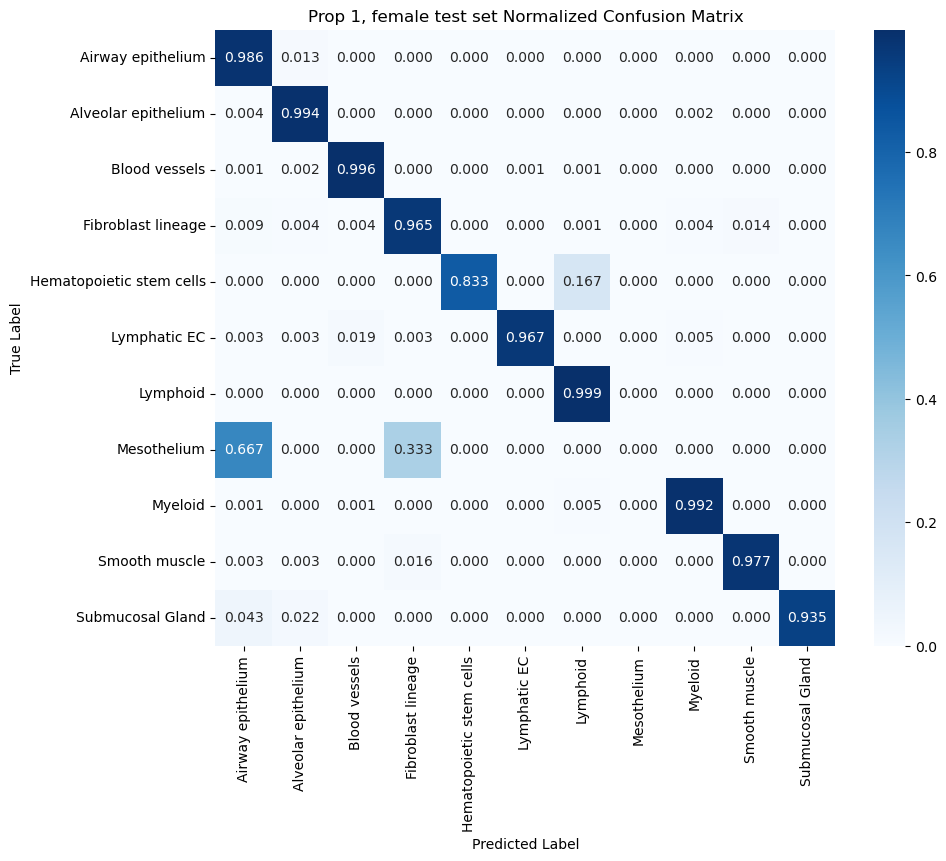 Prop 1, female test set Normalized Confusion Matrix
Airway epithelium 0.986 0.013 0.000 0.000 0.000 0.000 0.000 0.000 0.000 0.000 0.000
Alveolar epithelium 0.004 0.994 0.000 0.000 0.000 0.000 0.000 0.000 0.002 0.000 0.000
Blood vessels 0.001 0.002 0.996 0.000 0.000 0.001 0.001 0.000 0.000 0.000 0.000
Fibroblast lineage 0.009 0.004 0.004 0.965 0.000 0.000 0.001 0.000 0.004 0.014 0.000
Hematopoietic stem cells 0.000 0.000 0.000 0.000 0.833 0.000 0.167 0.000 0.000 0.000 0.000
Lymphatic EC 0.003 0.003 0.019 0.003 0.000 0.967 0.000 0.000 0.005 0.000 0.000
Lymphoid 0.000 0.000 0.000 0.000 0.000 0.000 0.999 0.000 0.000 0.000 0.000
Mesothelium 0.667 0.000 0.000 0.333 0.000 0.000 0.000 0.000 0.000 0.000 0.000
Myeloid 0.001 0.000 0.001 0.000 0.000 0.000 0.005 0.000 0.992 0.000 0.000
Smooth muscle 0.003 0.003 0.000 0.016 0.000 0.000 0.000 0.000 0.000 0.977 0.000
Submucosal Gland 0.043 0.022 0.000 0.000 0.000 0.000 0.000 0.000 0.000 0.000 0.935
True Label
Airway epithelium
Alveolar epithelium
Blood vessels
Fibroblast lineage
Hematopoietic stem cells
Lymphatic EC
Lymphoid
Mesothelium
Myeloid
Smooth muscle
Submucosal Gland
Predicted Label
0.8
0.6
0.4
0.2
0.0